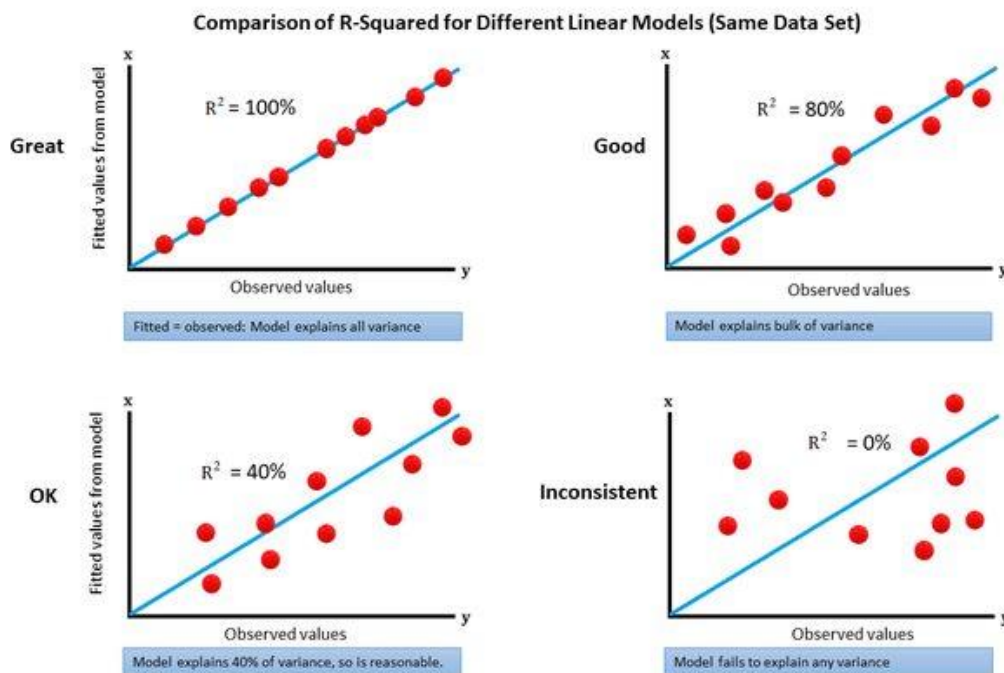 Comparison of R-Squared for Different Linear Models (Same Data Set)
Great
x
Fitted values from model
R² = 100%
y
Observed values
Fitted = observed: Model explains all variance
Good
x
R² = 80%
y
Observed values
Model explains bulk of variance
OK
x
Fitted values from model
R² = 40%
y
Observed values
Model explains 40% of variance, so is reasonable.
Inconsistent
x
R² = 0%
y
Observed values
Model fails to explain any variance